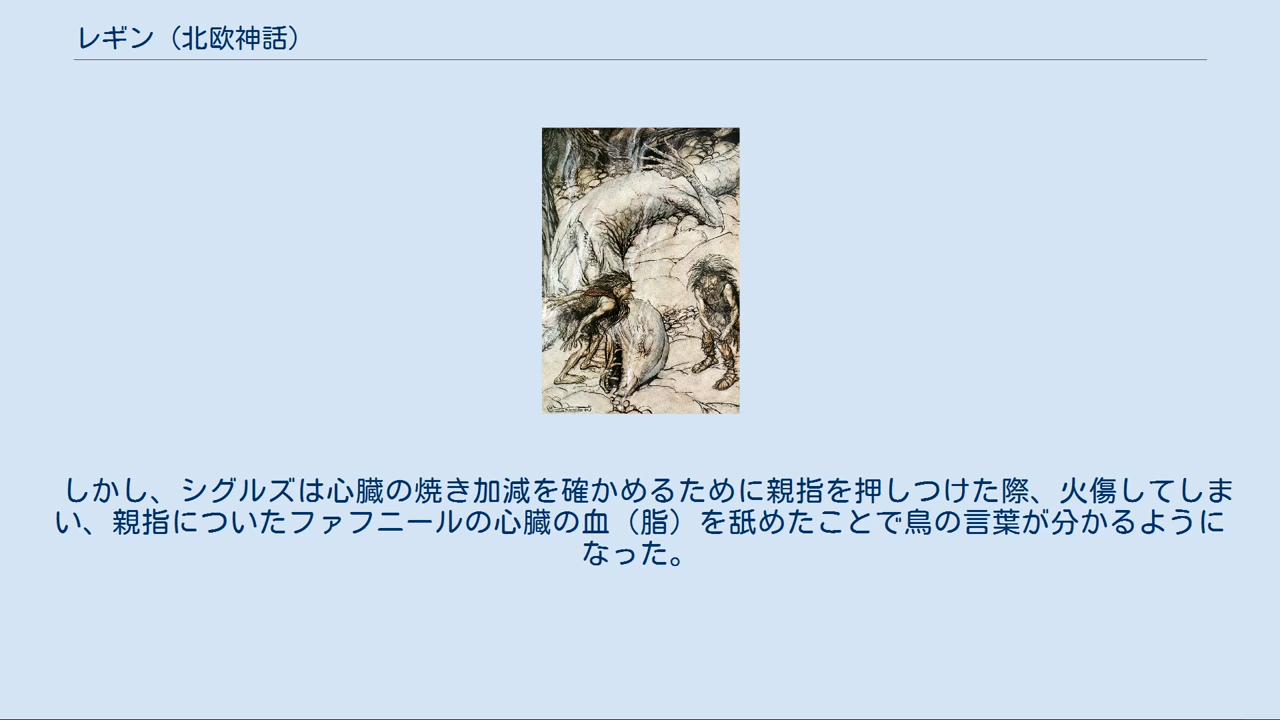 レギン（北欧神話）
しかし、シグルズは心臓の焼き加減を確かめるために親指を押しつけた際、火傷してしま
い、親指についたファフニールの心臓の血（脂）を舐めたことで鳥の言葉が分かるように
なった。